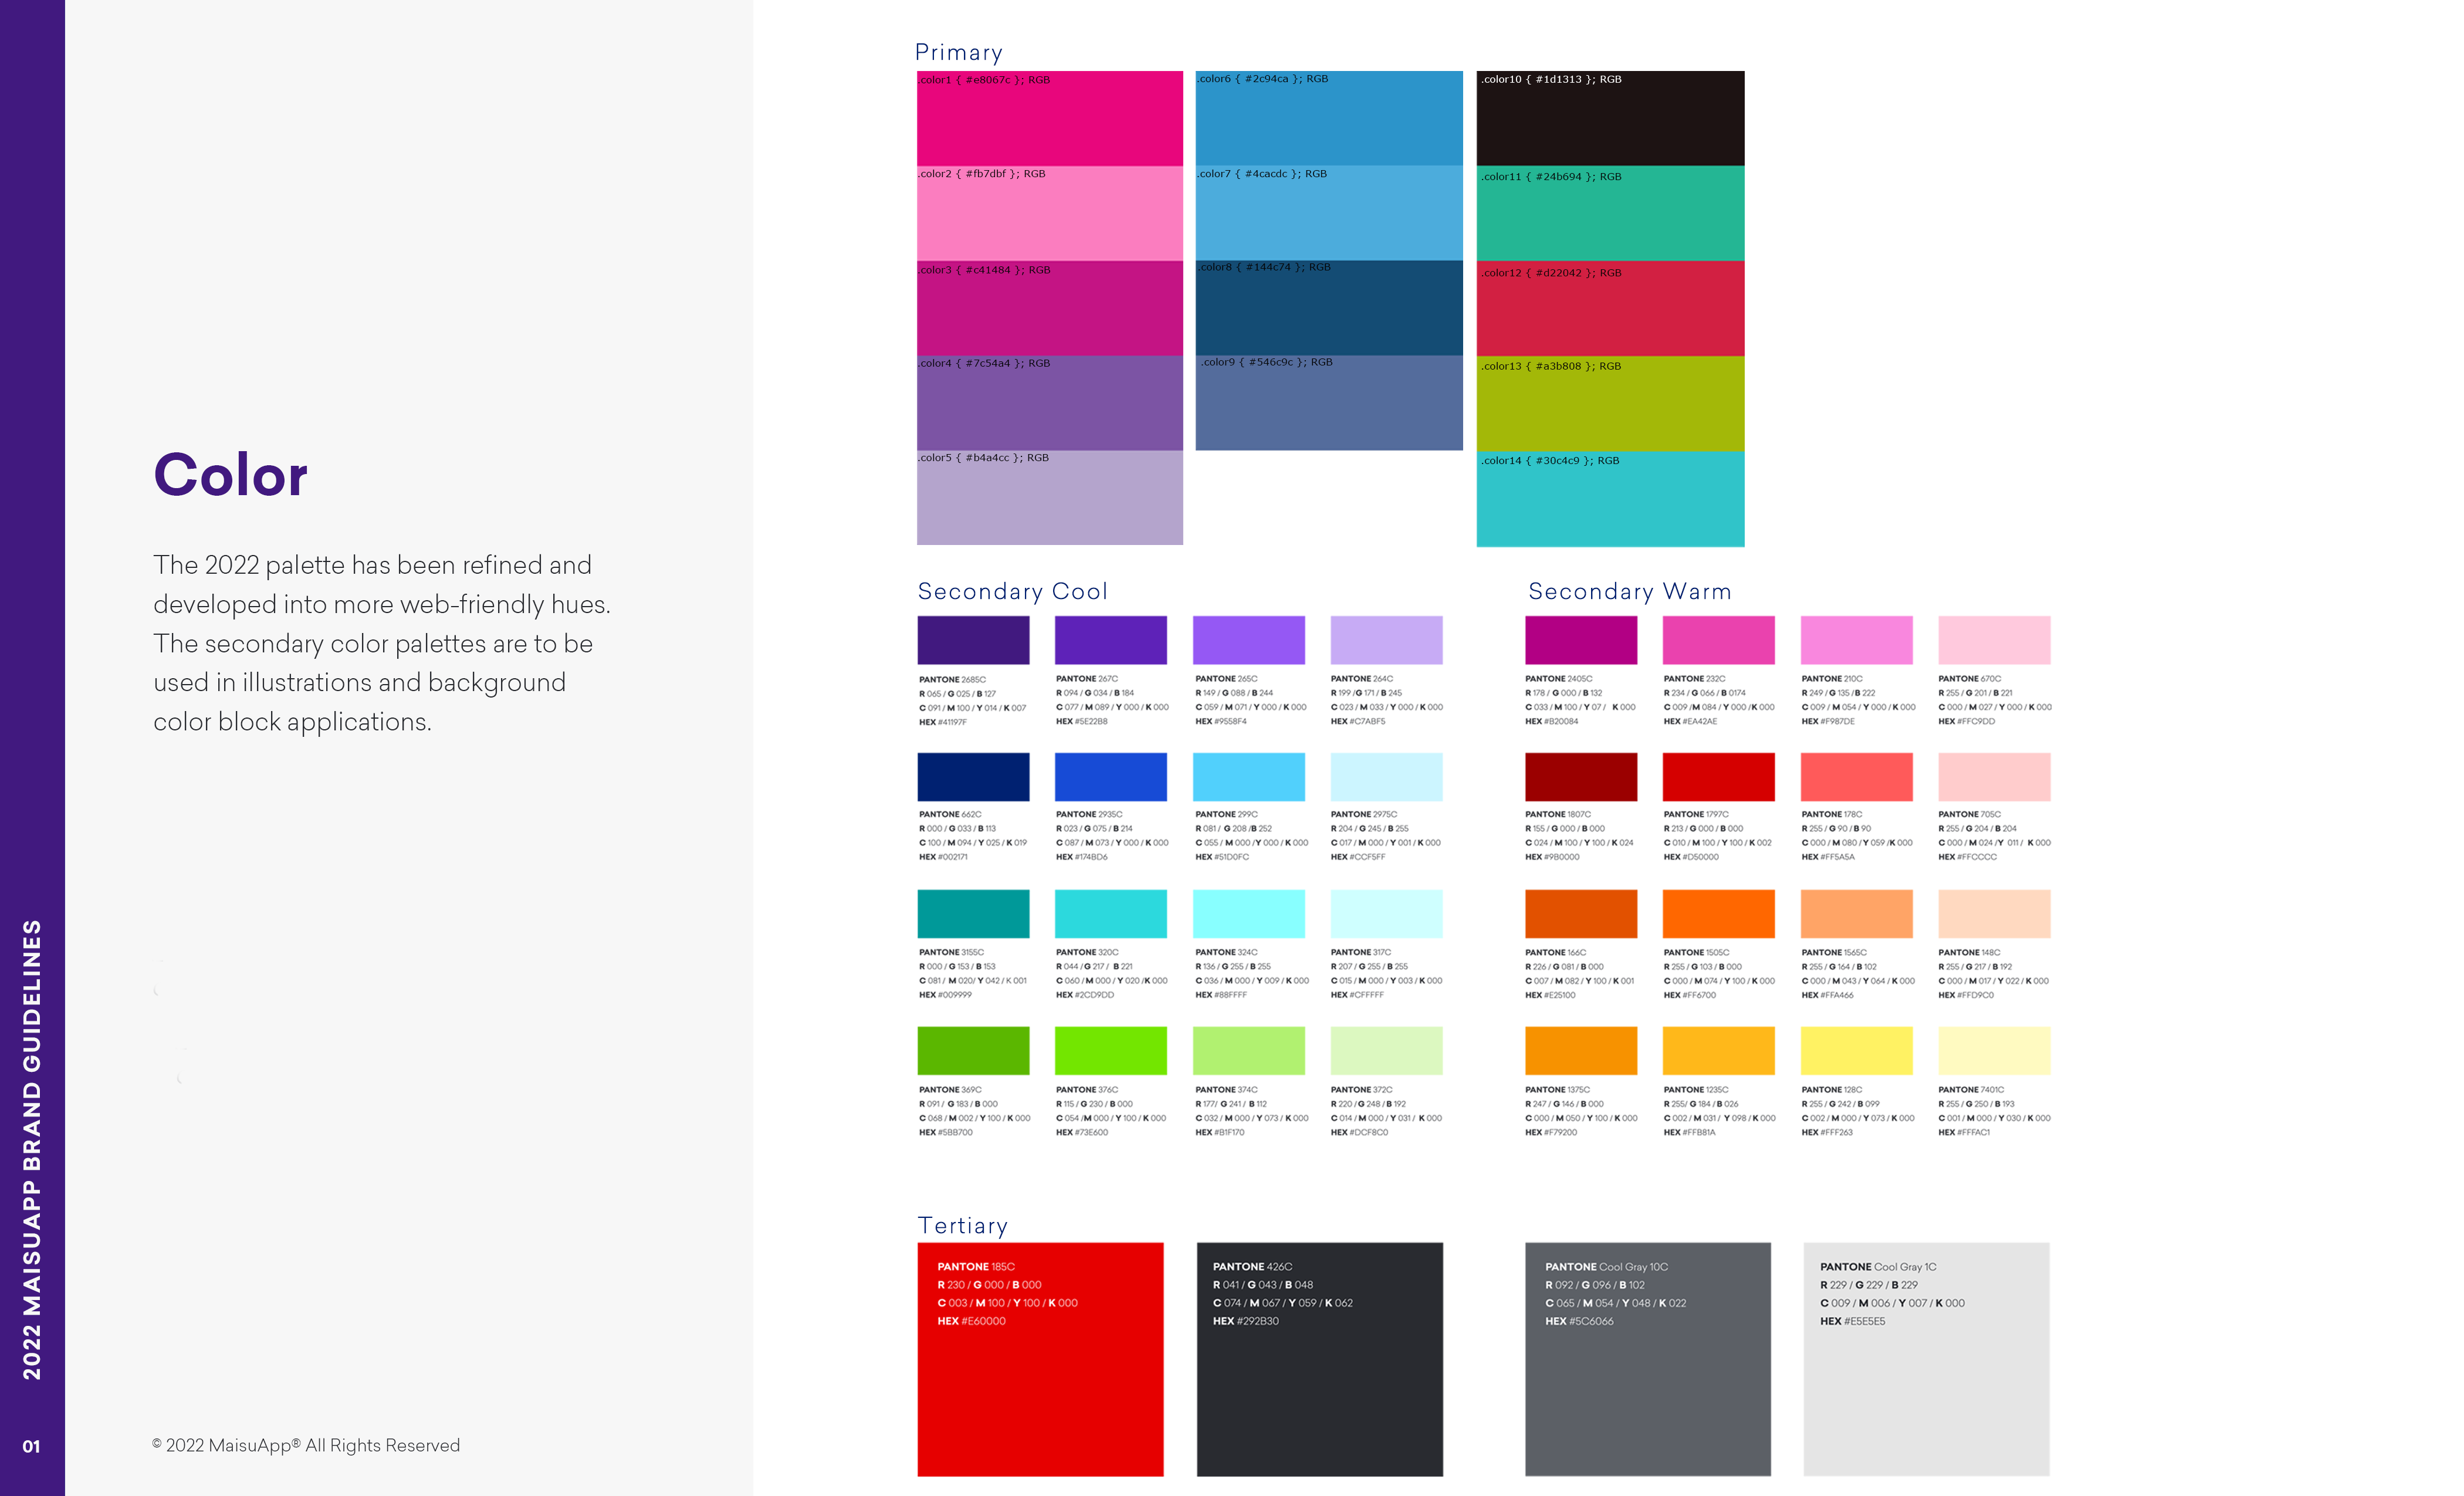 2022 MAISUAPP BRAND GUIDELINES
01
Color
The 2022 palette has been refined and
developed into more web-friendly hues.
The secondary color palettes are to be
used in illustrations and background
color block applications.
© 2022 MaisuApp® All Rights Reserved
Primary
.color1 { #e8067c }; RGB
.color2 { #fb7dbf }; RGB
.color3 { #c41484 }; RGB
.color4 { #7c54a4 }; RGB
.color5 { #b4a4cc }; RGB
.color6 { #2c94ca }; RGB
.color7 { #4cacdc }; RGB
.color8 { #144c74 }; RGB
.color9 { #546c9c }; RGB
.color10 { #1d1313 }; RGB
.color11 { #24b694 }; RGB
.color12 { #d22042 }; RGB
.color13 { #a3b808 }; RGB
.color14 { #30c4c9 }; RGB
Secondary Cool
PANTONE 2685C
R 065 / G 025 / B 127
C 091 / M 100 / Y 014 / K 007
HEX #41197F
PANTONE 267C
R 094 / G 034 / B 184
C 077 / M 089 / Y 000 / K 000
HEX #5E22B8
PANTONE 265C
R 149 / G 088 / B 244
C 059 / M 071 / Y 000 / K 000
HEX #9558F4
PANTONE 264C
R 199 /G 171 / B 245
C 023 / M 033 / Y 000 / K 000
HEX #C7ABF5
PANTONE 662C
R 000 / G 033 / B 113
C 100 / M 094 / Y 025 / K 019
HEX #002171
PANTONE 2935C
R 023 / G 075 / B 214
C 087 / M 073 / Y 000 / K 000
HEX #174BD6
PANTONE 299C
R 081 / G 208 /B 252
C 055 / M 000 /Y 000 / K 000
HEX #51D0FC
PANTONE 2975C
R 204 / G 245 / B 255
C 017 / M 000 / Y 001 / K 000
HEX #CCF5FF
PANTONE 3155C
R 000 / G 153 / B 153
C 081 / M 020/ Y 042 / K 001
HEX #009999
PANTONE 320C
R 044 / G 217 / B 221
C 060 / M 000 / Y 020 /K 000
HEX #2CD9DD
PANTONE 324C
R 136 / G 255 / B 255
C 036 / M 000 / Y 009 / K 000
HEX #88FFFF
PANTONE 317C
R 207 / G 255 / B 255
C 015 / M 000 / Y 003 / K 000
HEX #CFFFFF
PANTONE 369C
R 091 / G 183 / B 000
C 068 / M 002 / Y 100 / K 000
HEX #5BB700
PANTONE 376C
R 115 / G 230 / B 000
C 054 /M 000 / Y 100 / K 000
HEX #73E600
PANTONE 374C
R 177/ G 241 / B 112
C 032 / M 000 / Y 073 / K 000
HEX #B1F170
PANTONE 372C
R 220 / G 248 / B 192
C 014 / M 000 / Y 031 / K 000
HEX #DCF8C0
Secondary Warm
PANTONE 2405C
R 178 / G 000 / B 132
C 033 / M 100 / Y 07 / K 000
HEX #B20084
PANTONE 232C
R 234 / G 066 / B 0174
C 009 /M 084 / Y 000 /K 000
HEX #EA42AE
PANTONE 210C
R 249 / G 135 /B 222
C 009 / M 054 / Y 000 / K 000
HEX #F987DE
PANTONE 670C
R 255 / G 201 / B 221
C 000 / M 027 / Y 000 / K 000
HEX #FFC9DD
PANTONE 1807C
R 155 / G 000 / B 000
C 024 / M 100 / Y 100 / K 024
HEX #9B0000
PANTONE 1797C
R 213 / G 000 / B 000
C 010 / M 100 / Y 100 / K 002
HEX #D50000
PANTONE 178C
R 255 / G 90 / B 90
C 000 / M 080 / Y 059 /K 000
HEX #FF5A5A
PANTONE 705C
R 255 / G 204 / B 204
C 000 / M 024 /Y 011 / K 000
HEX #FFCCCC
PANTONE 166C
R 226 / G 081 / B 000
C 007 / M 082 / Y 100 / K 001
HEX #E25100
PANTONE 1505C
R 255 / G 103 / B 000
C 000 / M 074 / Y 100 / K 000
HEX #FF6700
PANTONE 1565C
R 255 / G 164 / B 102
C 000 / M 043 / Y 064 / K 000
HEX #FFA466
PANTONE 148C
R 255 / G 217 / B 192
C 000 / M 017 / Y 022 / K 000
HEX #FFD9C0
PANTONE 1375C
R 247 / G 146 / B 000
C 000 / M 050 / Y 100 / K 000
HEX #F79200
PANTONE 1235C
R 255/ G 184 / B 026
C 002 / M 031 / Y 098 / K 000
HEX #FFB81A
PANTONE 128C
R 255 / G 242 / B 099
C 002 / M 000 / Y 073 / K 000
HEX #FFF263
PANTONE 7401C
R 255 / G 250 / B 193
C 001 / M 000 / Y 030 / K 000
HEX #FFFAC1
Tertiary
PANTONE 185C
R 230 / G 000 / B 000
C 003 / M 100 / Y 100 / K 000
HEX #E60000
PANTONE 426C
R 041 / G 043 / B 048
C 074 / M 067 / Y 059 / K 062
HEX #292B30
PANTONE Cool Gray 10C
R 092 / G 096 / B 102
C 065 / M 054 / Y 048 / K 022
HEX #5C6066
PANTONE Cool Gray 1C
R 229 / G 229 / B 229
C 009 / M 006 / Y 007 / K 000
HEX #E5E5E5